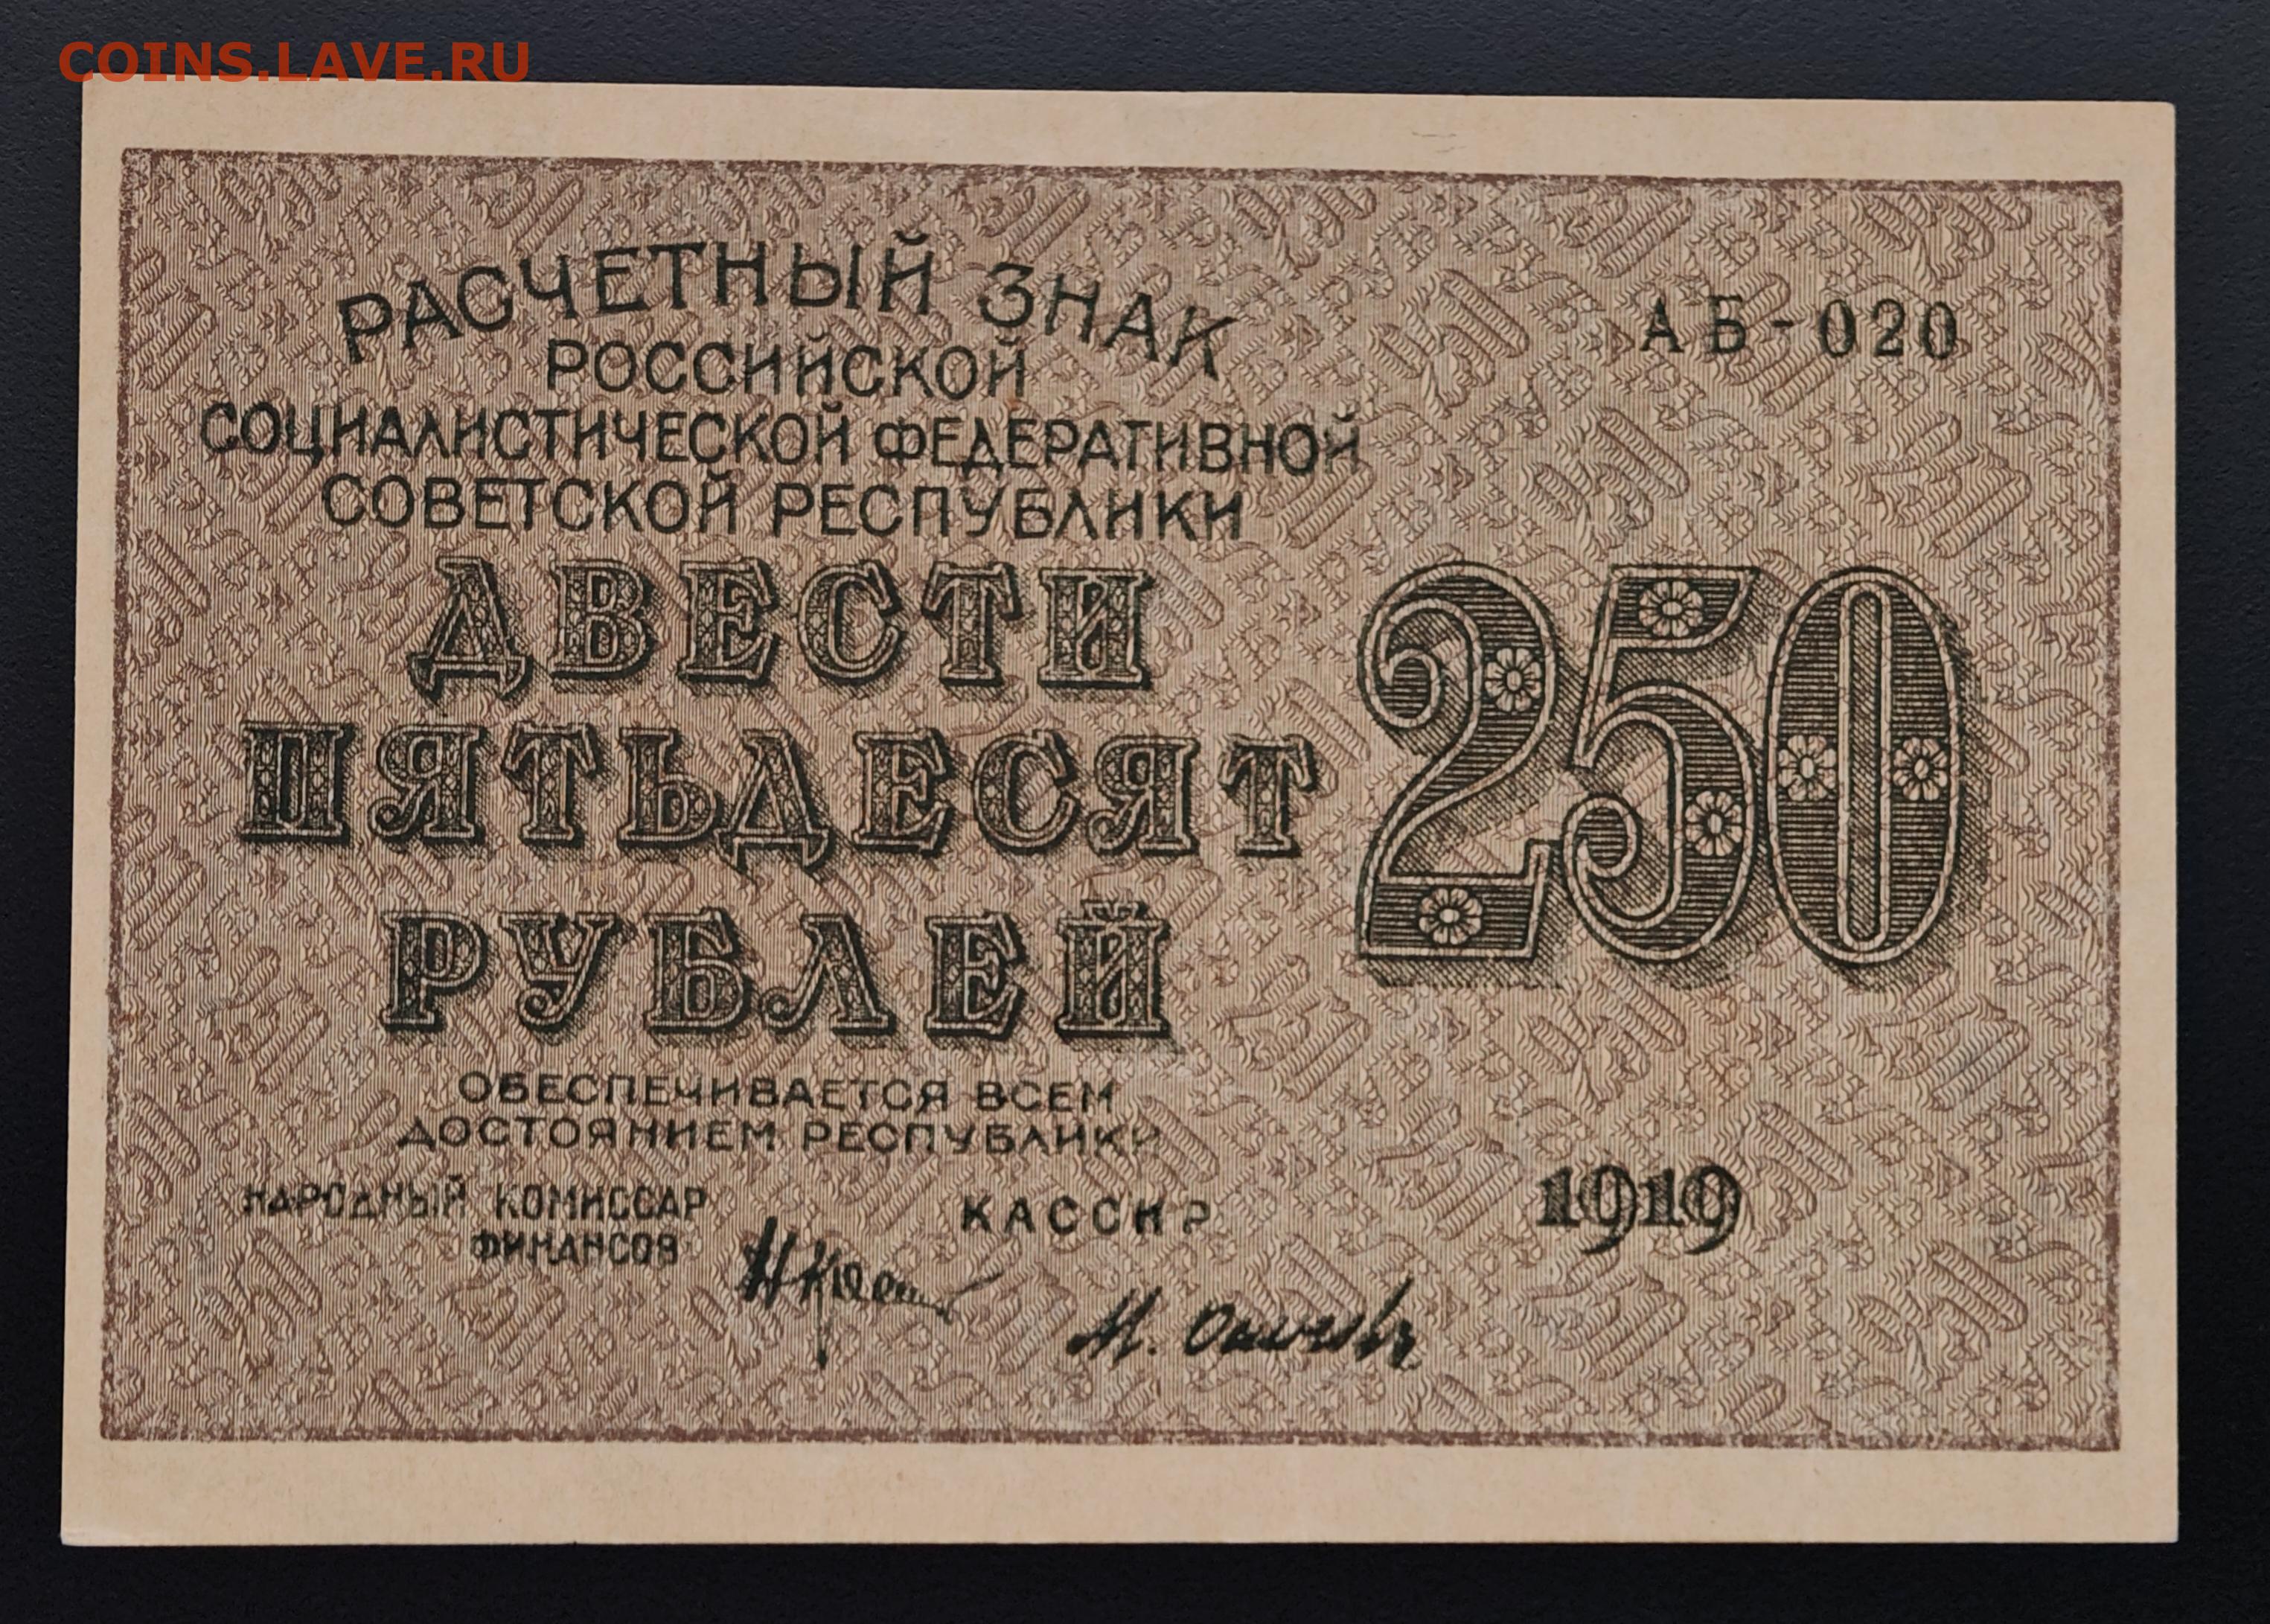 COINS.LAVE.RU
РАСЧЕТНЫЙ ЗНАК
АБ-020
РОССИЙСКОЙ
СОЦИАЛИСТИЧЕСКОЙ ФЕДЕРАТИВНОЙ
СОВЕТСКОЙ РЕСПУБЛИКИ
ДВЕСТИ
ПЯТЬДЕСЯТ
РУБЛЕЙ
250
ОБЕСПЕЧИВАЕТСЯ ВСЕМ
ДОСТОЯНИЕМ РЕСПУБЛИКИ
НАРОДНЫЙ КОМИССАР
ФИНАНСОВ
КАССИР
1919